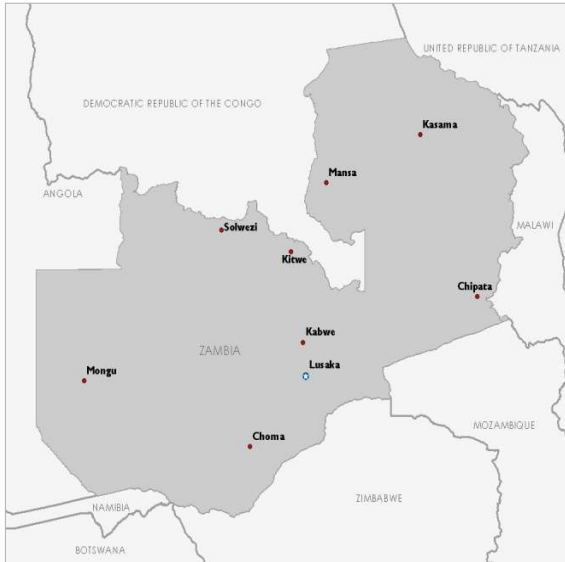 UNITED REPUBLIC OF TANZANIA
DEMOCRATIC REPUBLIC OF THE CONGO
Kasama
Mansa
ANGOLA
MALAWI
Solwezi
Kitwe
Chipata
Kabwe
ZAMBIA
Lusaka
Mongu
MOZAMBIQUE
Choma
ZIMBABWE
NAMIBIA
BOTSWANA